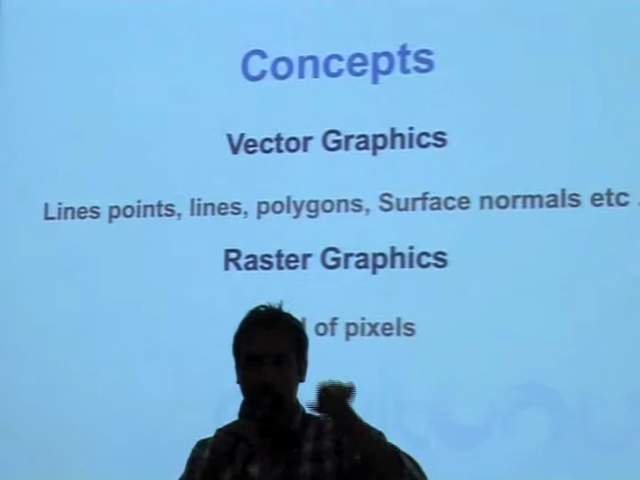 Concepts
Vector Graphics
Lines points, lines, polygons, Surface normals etc
Raster Graphics
of pixels